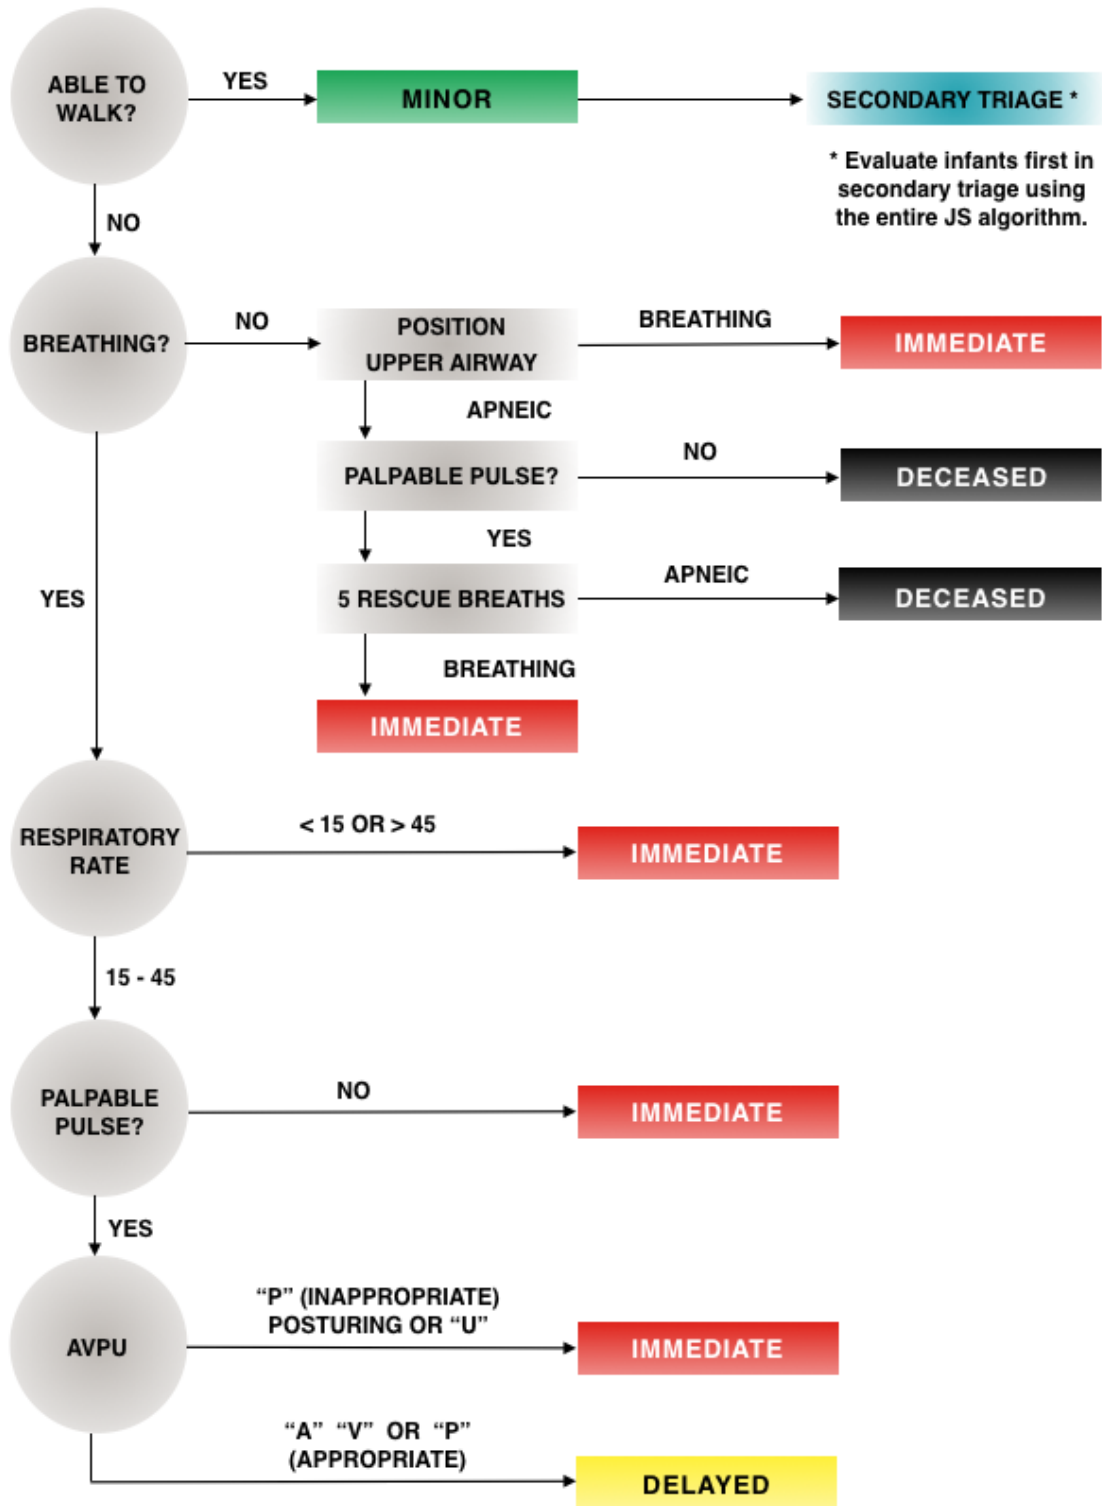 ABLE TO
WALK?
YES
MINOR
SECONDARY TRIAGE *
* Evaluate infants first in
secondary triage using
the entire JS algorithm.
NO
BREATHING?
NO
POSITION
UPPER AIRWAY
BREATHING
IMMEDIATE
APNEIC
PALPABLE PULSE?
NO
DECEASED
YES
5 RESCUE BREATHS
APNEIC
DECEASED
BREATHING
IMMEDIATE
YES
RESPIRATORY
RATE
< 15 OR > 45
IMMEDIATE
15 - 45
PALPABLE
PULSE?
NO
IMMEDIATE
YES
AVPU
“P” (INAPPROPRIATE)
POSTURING OR “U”
IMMEDIATE
“A” “V” OR “P”
(APPROPRIATE)
DELAYED